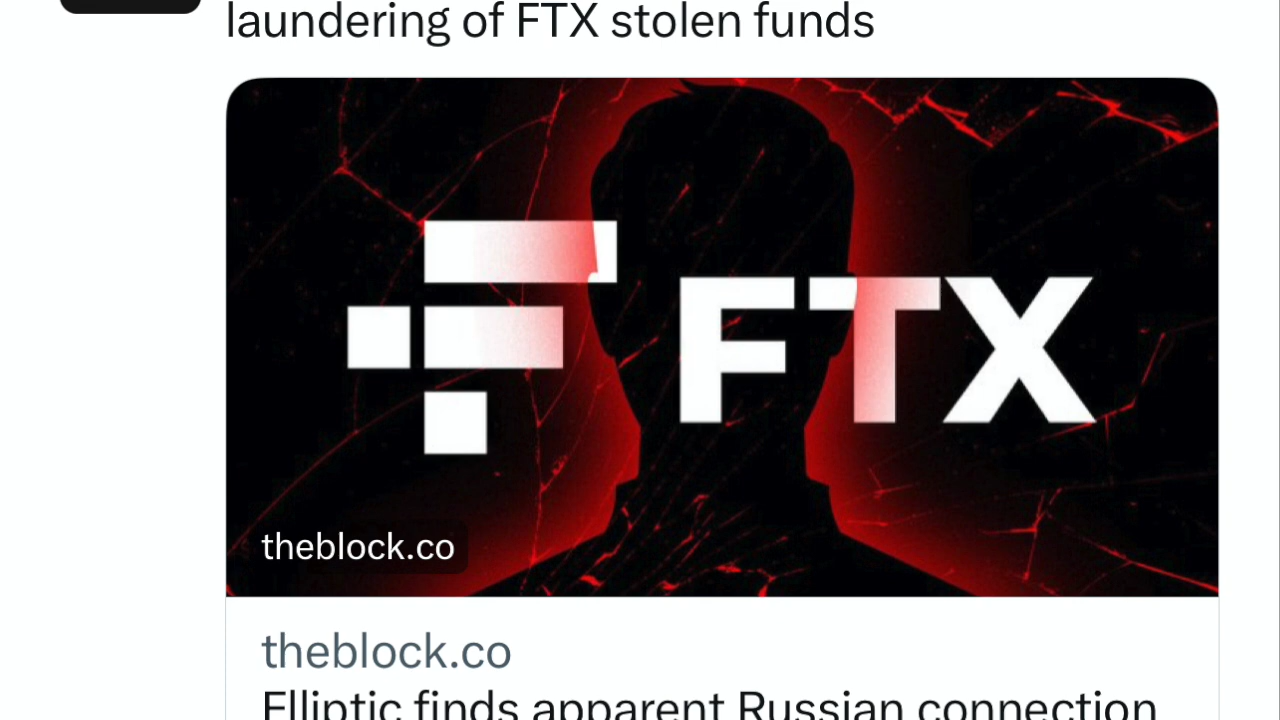 laundering of FTX stolen funds
FTX
theblock.co
theblock.co
Elliptic finds apparent Russian connection